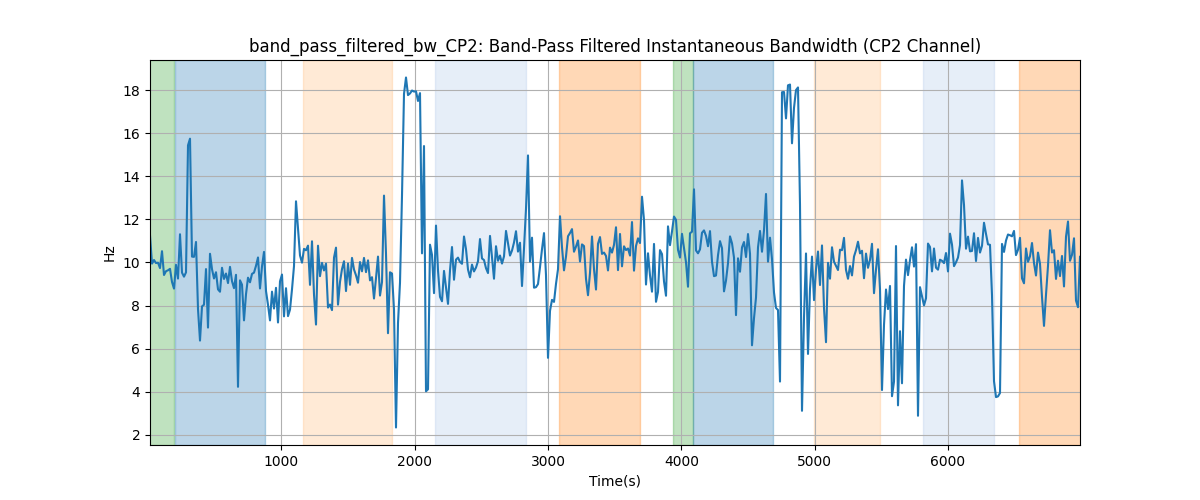 band_pass_filtered_bw_CP2: Band-Pass Filtered Instantaneous Bandwidth (CP2 Channel)
18
16
14
12
10
8
6
4
2
Hz
1000 2000 3000 4000 5000 6000
Time(s)